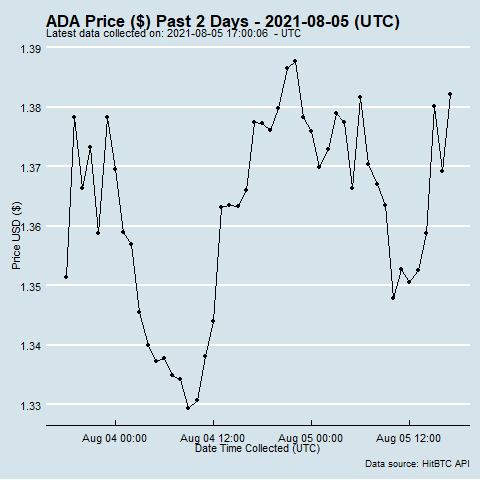 ADA Price ($) Past 2 Days - 2021-08-05 (UTC)
Latest data collected on: 2021-08-05 17:00:06 - UTC
1.39
1.38
1.37
1.36
1.35
1.34
1.33
Price USD ($)
Aug 04 00:00 Aug 04 12:00 Aug 05 00:00 Aug 05 12:00
Date Time Collected (UTC)
Data source: HitBTC API